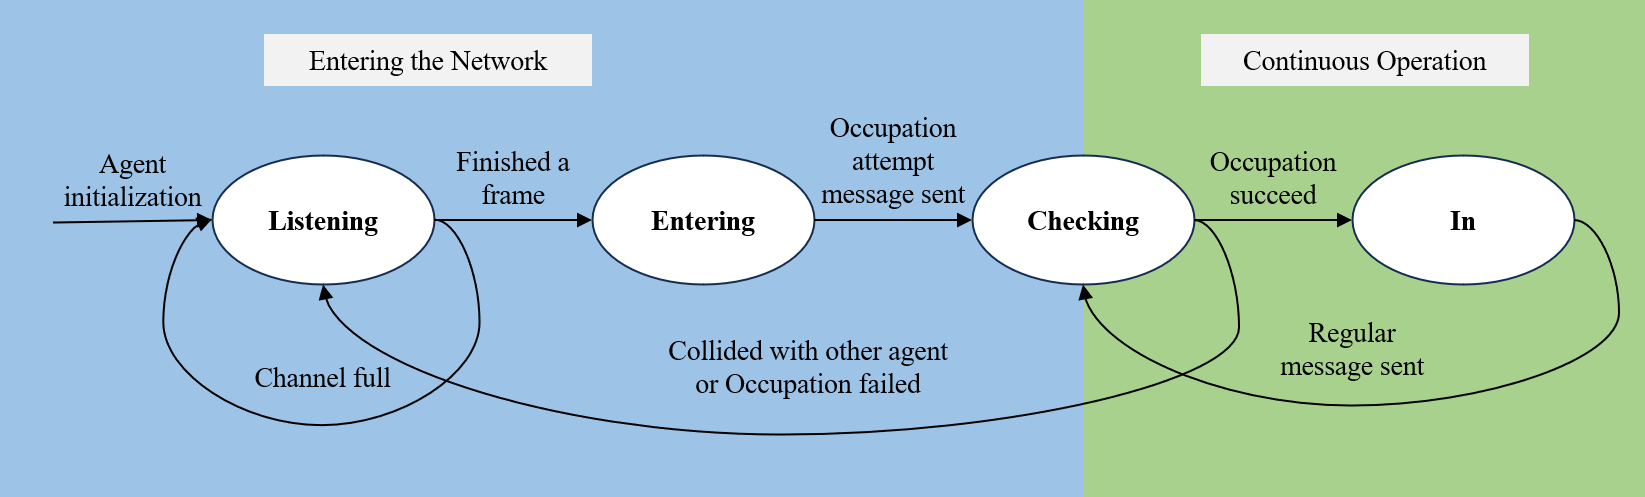 Entering the Network
Continuous Operation
Agent
initialization
Listening
Finished a
frame
Entering
Occupation
attempt
message sent
Checking
Occupation
succeed
In
Channel full
Collided with other agent
or Occupation failed
Regular
message sent